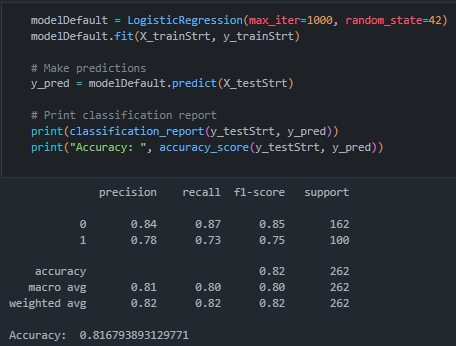 modelDefault = LogisticRegression(max_iter=1000, random_state=42)
modelDefault.fit(X_trainStrt, y_trainStrt)
# Make predictions
y_pred = modelDefault.predict(X_testStrt)
# Print classification report
print(classification_report(y_testStrt, y_pred))
print("Accuracy: ", accuracy_score(y_testStrt, y_pred))
precision recall f1-score support
0 0.84 0.87 0.85 162
1 0.78 0.73 0.75 100
accuracy 0.82 262
macro avg 0.81 0.80 0.80 262
weighted avg 0.82 0.82 0.82 262
Accuracy:  0.816793893129771